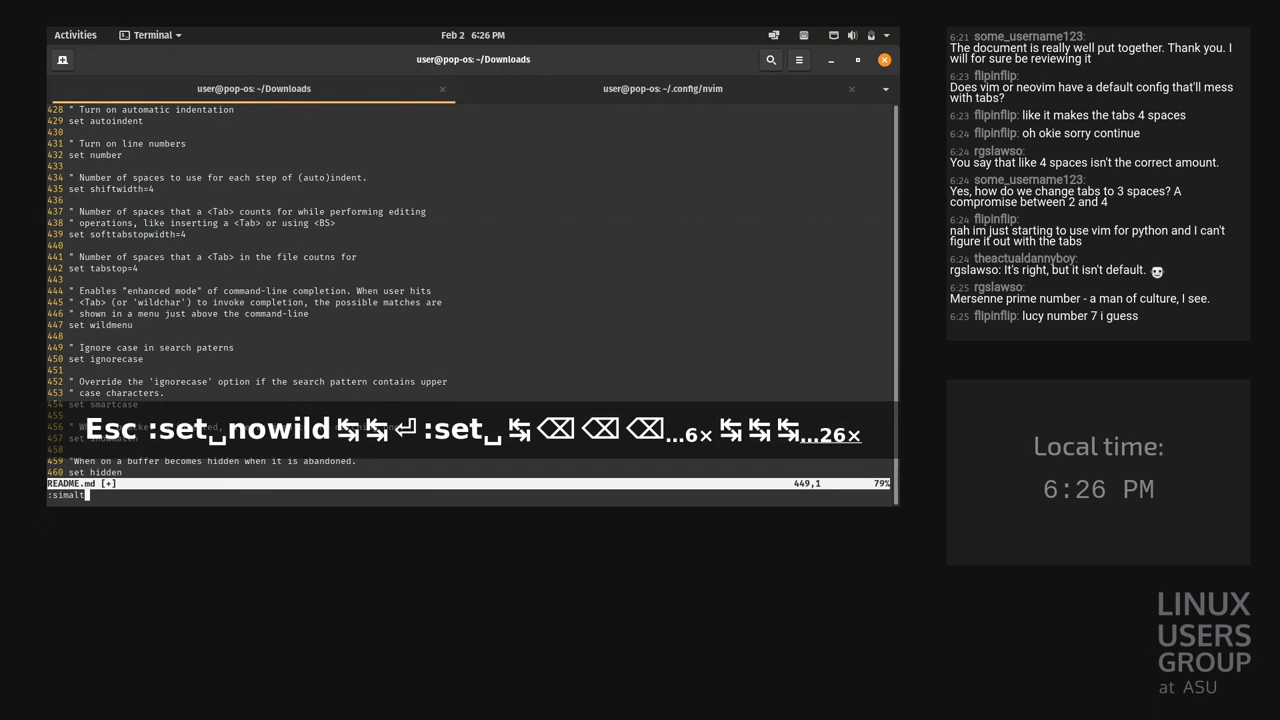 Activities
Terminal
Feb 2 6:26 PM
user@pop-os: ~/Downloads
user@pop-os: ~/Downloads
user@pop-os: ~/.config/nvim
428 " Turn on automatic indentation
429 set autoindent
430
431 " Turn on line numbers
432 set number
433
434 " Number of spaces to use for each step of (auto)indent.
435 set shiftwidth=4
436
437 " Number of spaces that a <Tab> counts for while performing editing
438 " operations, like inserting a <Tab> or using <BS>
439 set softtabstopwidth=4
440
441 " Number of spaces that a <Tab> in the file coutns for
442 set tabstop=4
443
444 " Enables "enhanced mode" of command-line completion. When user hits
445 " <Tab> (or 'wildchar') to invoke completion, the possible matches are
446 " shown in a menu just above the command-line
447 set wildmenu
448
449 " Ignore case in search paterns
450 set ignorecase
451
452 " Override the 'ignorecase' option if the search pattern contains upper
453 " case characters.
454 set smartcase
455
456
457
458
459 "When on a buffer becomes hidden when it is abandoned.
460 set hidden
README.md [+] 449,1 79%
:simalt
Esc :set␣nowild ↹ ↹ ⏎ :set␣ ↹ ⌫ ⌫ ⌫...6× ↹ ↹ ↹...26×
6:21 some_username123:
The document is really well put together. Thank you. I
will for sure be reviewing it
6:23 flipinflip:
Does vim or neovim have a default config that'll mess
with tabs?
6:23 flipinflip: like it makes the tabs 4 spaces
6:24 flipinflip: oh okie sorry continue
6:24 rgslawso:
You say that like 4 spaces isn't the correct amount.
6:24 some_username123:
Yes, how do we change tabs to 3 spaces? A
compromise between 2 and 4
6:24 flipinflip:
nah im just starting to use vim for python and I can't
figure it out with the tabs
6:24 theactualdannyboy:
rgslawso: It's right, but it isn't default.
6:25 rgslawso:
Mersenne prime number - a man of culture, I see.
6:25 flipinflip: lucy number 7 i guess
Local time:
6:26 PM
LINUX
USERS
GROUP
at ASU